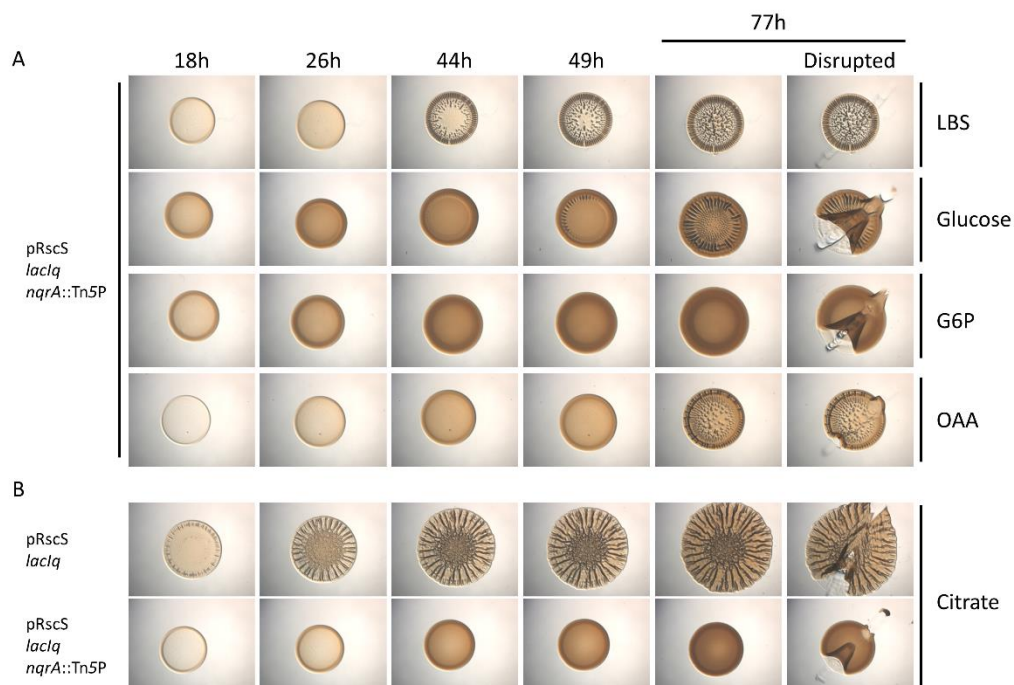 77h
A
18h 26h 44h 49h Disrupted
LBS
Glucose
pRscS
lacIq
nqrA::Tn5P
G6P
OAA
B
pRscS
lacIq
Citrate
pRscS
lacIq
nqrA::Tn5P